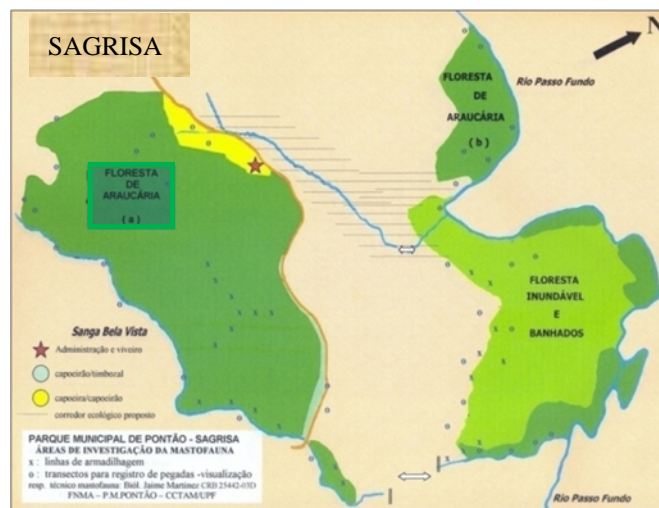 SAGRISA
N
FLORESTA
DE
ARAUCÁRIA
(b)
Rio Passo Fundo
FLORESTA
DE
ARAUCÁRIA
(a)
FLORESTA
INUNDÁVEL
E
BANHADOS
Sanga Bela Vista
Administração e viveiro
capoeirão/timbozal
capoeira/capoeirão
corredor ecológico proposto
PARQUE MUNICIPAL DE PONTÃO - SAGRISA
ÁREAS DE INVESTIGAÇÃO DA MASTOFAUNA
x : linhas de armadilhagem
o : transectos para registro de pegadas -visualização
resp. técnico mastofauna: Biól. Jaime Martinez CRB 25442-03D
FNMA – P.M.PONTÃO – CCTAM/UPF
Rio Passo Fundo